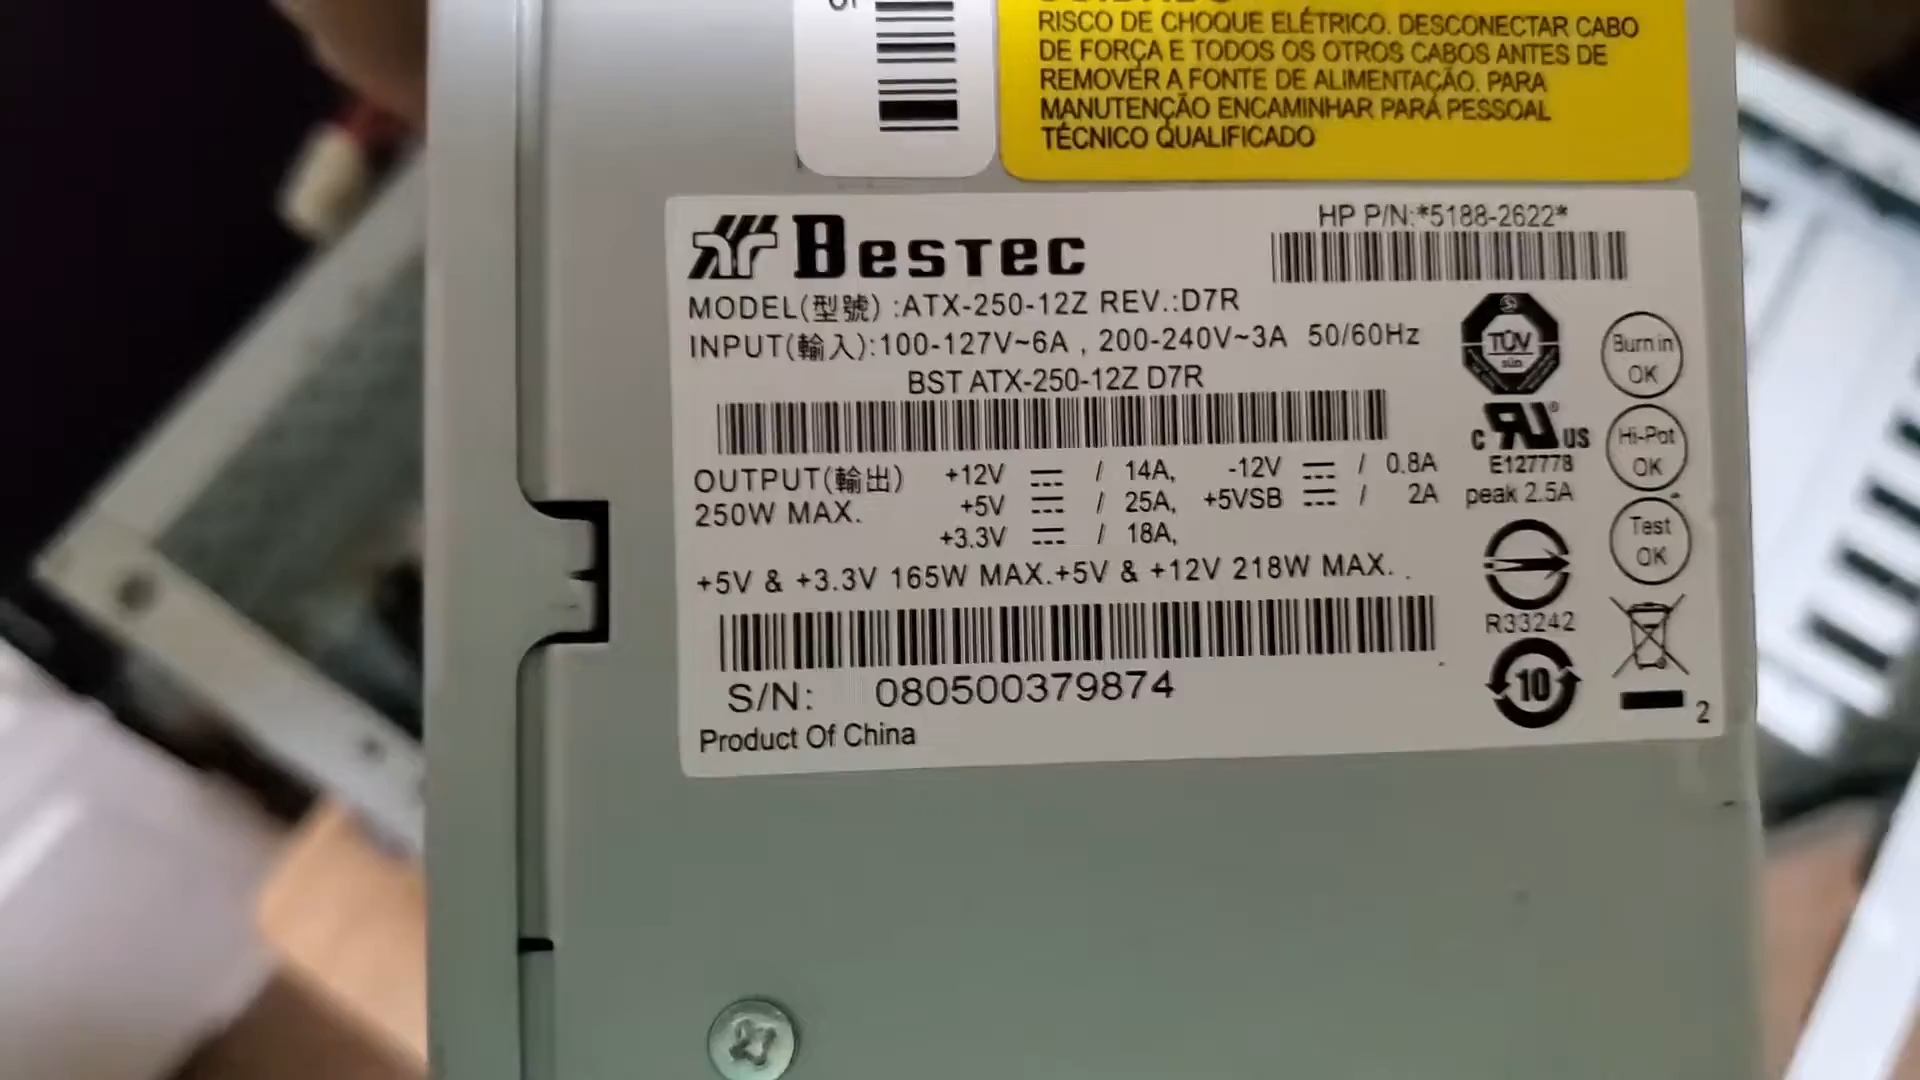 RISCO DE CHOQUE ELÉTRICO. DESCONECTAR CABO
DE FORÇA E TODOS OS OTROS CABOS ANTES DE
REMOVER A FONTE DE ALIMENTAÇÃO. PARA
MANUTENÇÃO ENCAMINHAR PARA PESSOAL
TÉCNICO QUALIFICADO
BESTEC
HP P/N:*5188-2622*
MODEL(型號) :ATX-250-12Z REV.:D7R
INPUT(輸入):100-127V~6A , 200-240V~3A 50/60Hz
BST ATX-250-12Z D7R
OUTPUT(輸出) +12V ⎓ / 14A, -12V ⎓ / 0.8A
250W MAX. +5V ⎓ / 25A, +5VSB ⎓ / 2A peak 2.5A
+3.3V ⎓ / 18A,
+5V & +3.3V 165W MAX.+5V & +12V 218W MAX.
S/N: 080500379874
Product Of China
TÜV
c RU US
E127778
R33242
10
Burn in
OK
Hi-Pot
OK
Test
OK
2